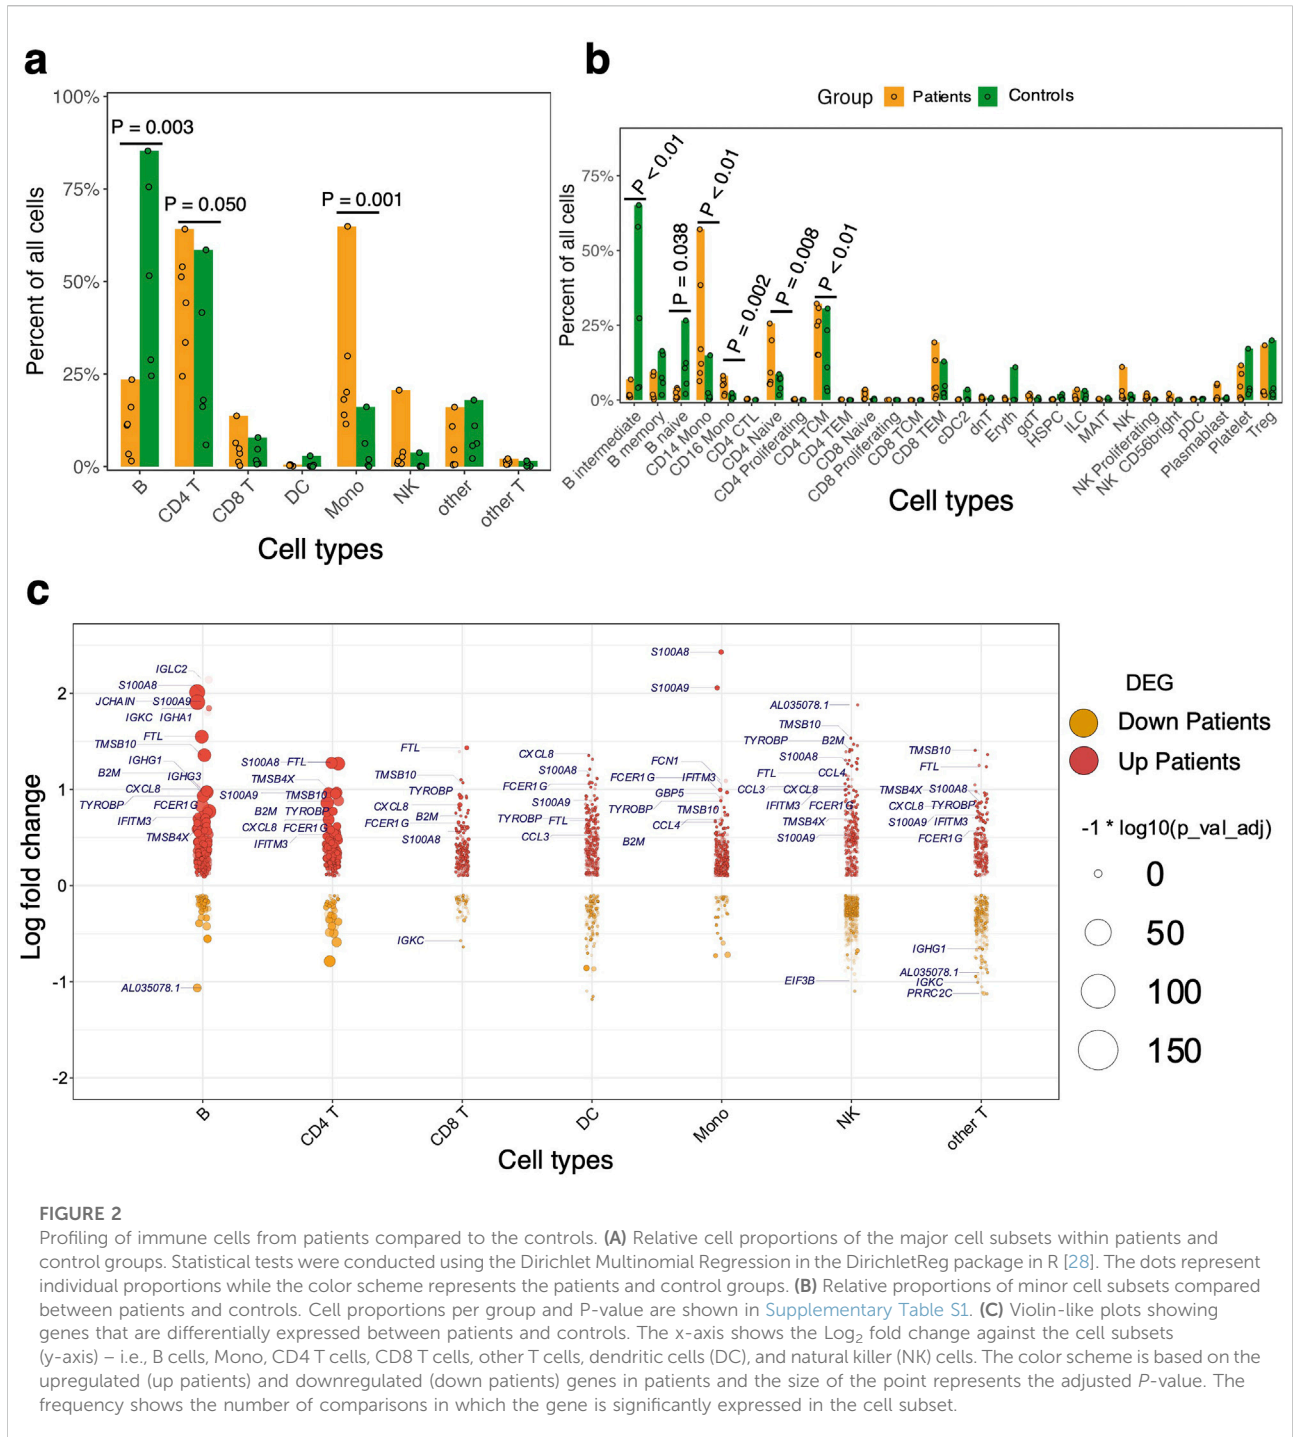 a
100%
75%
50%
25%
0%
Percent of all cells
P = 0.003
P = 0.050
P = 0.001
B
CD4 T
CD8 T
DC
Mono
NK
other
other T
Cell types
b
Group Patients Controls
75%
50%
25%
0%
Percent of all cells
P < 0.01
P = 0.038
P < 0.01
P = 0.002
P = 0.008
P < 0.01
B intermediate
B memory
B naive
CD14 Mono
CD16 Mono
CD4 CTL
CD4 Naive
CD4 Proliferating
CD4 TCM
CD4 TEM
CD8 Naive
CD8 Proliferating
CD8 TCM
CD8 TEM
cDC2
dnT
Eryth
gdT
HSPC
ILC
MAIT
NK
NK Proliferating
NK CD56bright
pDC
Plasmablast
Platelet
Treg
Cell types
c
2
1
0
-1
-2
Log fold change
IGLC2
S100A8
JCHAIN S100A9
IGKC IGHA1
FTL
TMSB10
IGHG1
B2M
IGHG3
CXCL8
TYROBP FCER1G
IFITM3
TMSB4X
AL035078.1
S100A8 FTL
TMSB4X
S100A9 TMSB10
B2M TYROBP
CXCL8 FCER1G
IFITM3
FTL
TMSB10
TYROBP
CXCL8
B2M
FCER1G
S100A8
IGKC
CXCL8
S100A8
FCER1G
S100A9
TYROBP FTL
CCL3
S100A8
S100A9
FCN1
FCER1G IFITM3
GBP5
TYROBP TMSB10
CCL4
B2M
AL035078.1
TMSB10
TYROBP B2M
S100A8
FTL CCL4
CCL3 CXCL8
IFITM3 FCER1G
TMSB4X
S100A9
EIF3B
TMSB10
FTL
TMSB4X S100A8
CXCL8 TYROBP
S100A9 IFITM3
FCER1G
IGHG1
AL035078.1
IGKC
PRRC2C
B
CD4 T
CD8 T
DC
Mono
NK
other T
Cell types
DEG
Down Patients
Up Patients
-1 * log10(p_val_adj)
0
50
100
150
FIGURE 2
Profiling of immune cells from patients compared to the controls. (A) Relative cell proportions of the major cell subsets within patients and
control groups. Statistical tests were conducted using the Dirichlet Multinomial Regression in the DirichletReg package in R [28]. The dots represent
individual proportions while the color scheme represents the patients and control groups. (B) Relative proportions of minor cell subsets compared
between patients and controls. Cell proportions per group and P-value are shown in Supplementary Table S1. (C) Violin-like plots showing
genes that are differentially expressed between patients and controls. The x-axis shows the Log2 fold change against the cell subsets
(y-axis) – i.e., B cells, Mono, CD4 T cells, CD8 T cells, other T cells, dendritic cells (DC), and natural killer (NK) cells. The color scheme is based on the
upregulated (up patients) and downregulated (down patients) genes in patients and the size of the point represents the adjusted P-value. The
frequency shows the number of comparisons in which the gene is significantly expressed in the cell subset.